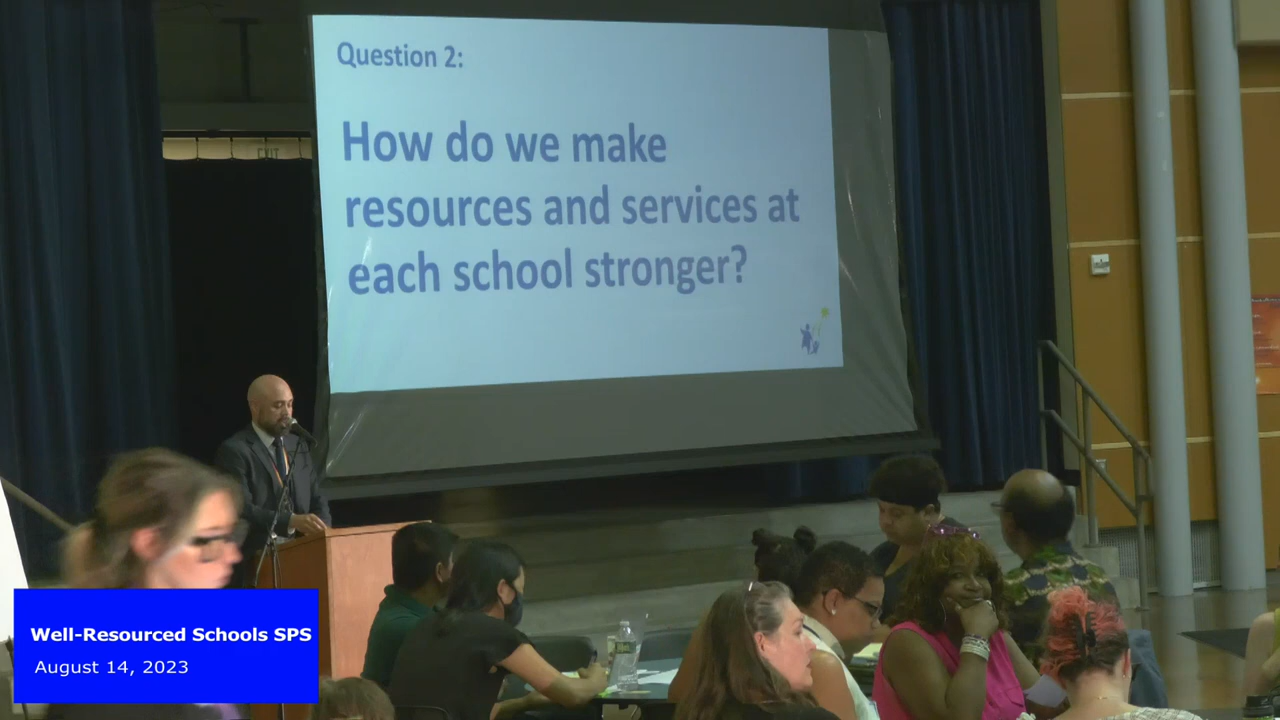 Question 2:
How do we make
resources and services at
each school stronger?
EXIT
Well-Resourced Schools SPS
August 14, 2023